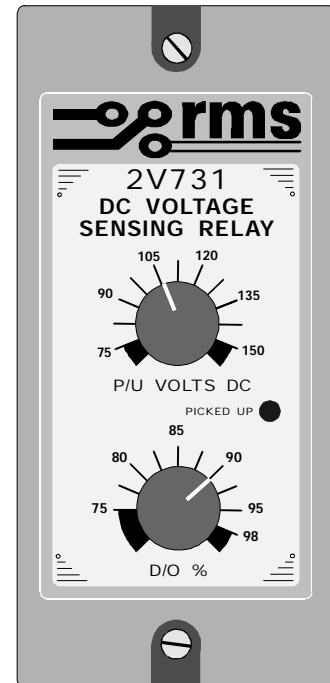 rms
2V731
DC VOLTAGE
SENSING RELAY
105 120
90 135
75 150
P/U VOLTS DC
PICKED UP
85
80 90
75 95
98
D/O %